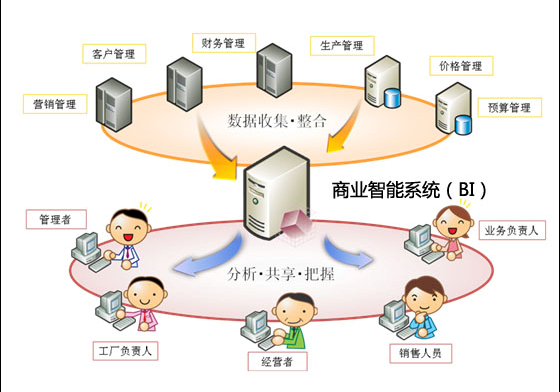 财务管理
生产管理
客户管理
价格管理
营销管理
预算管理
数据收集·整合
商业智能系统（BI）
管理者
业务负责人
分析·共享·把握
工厂负责人
经营者
销售人员